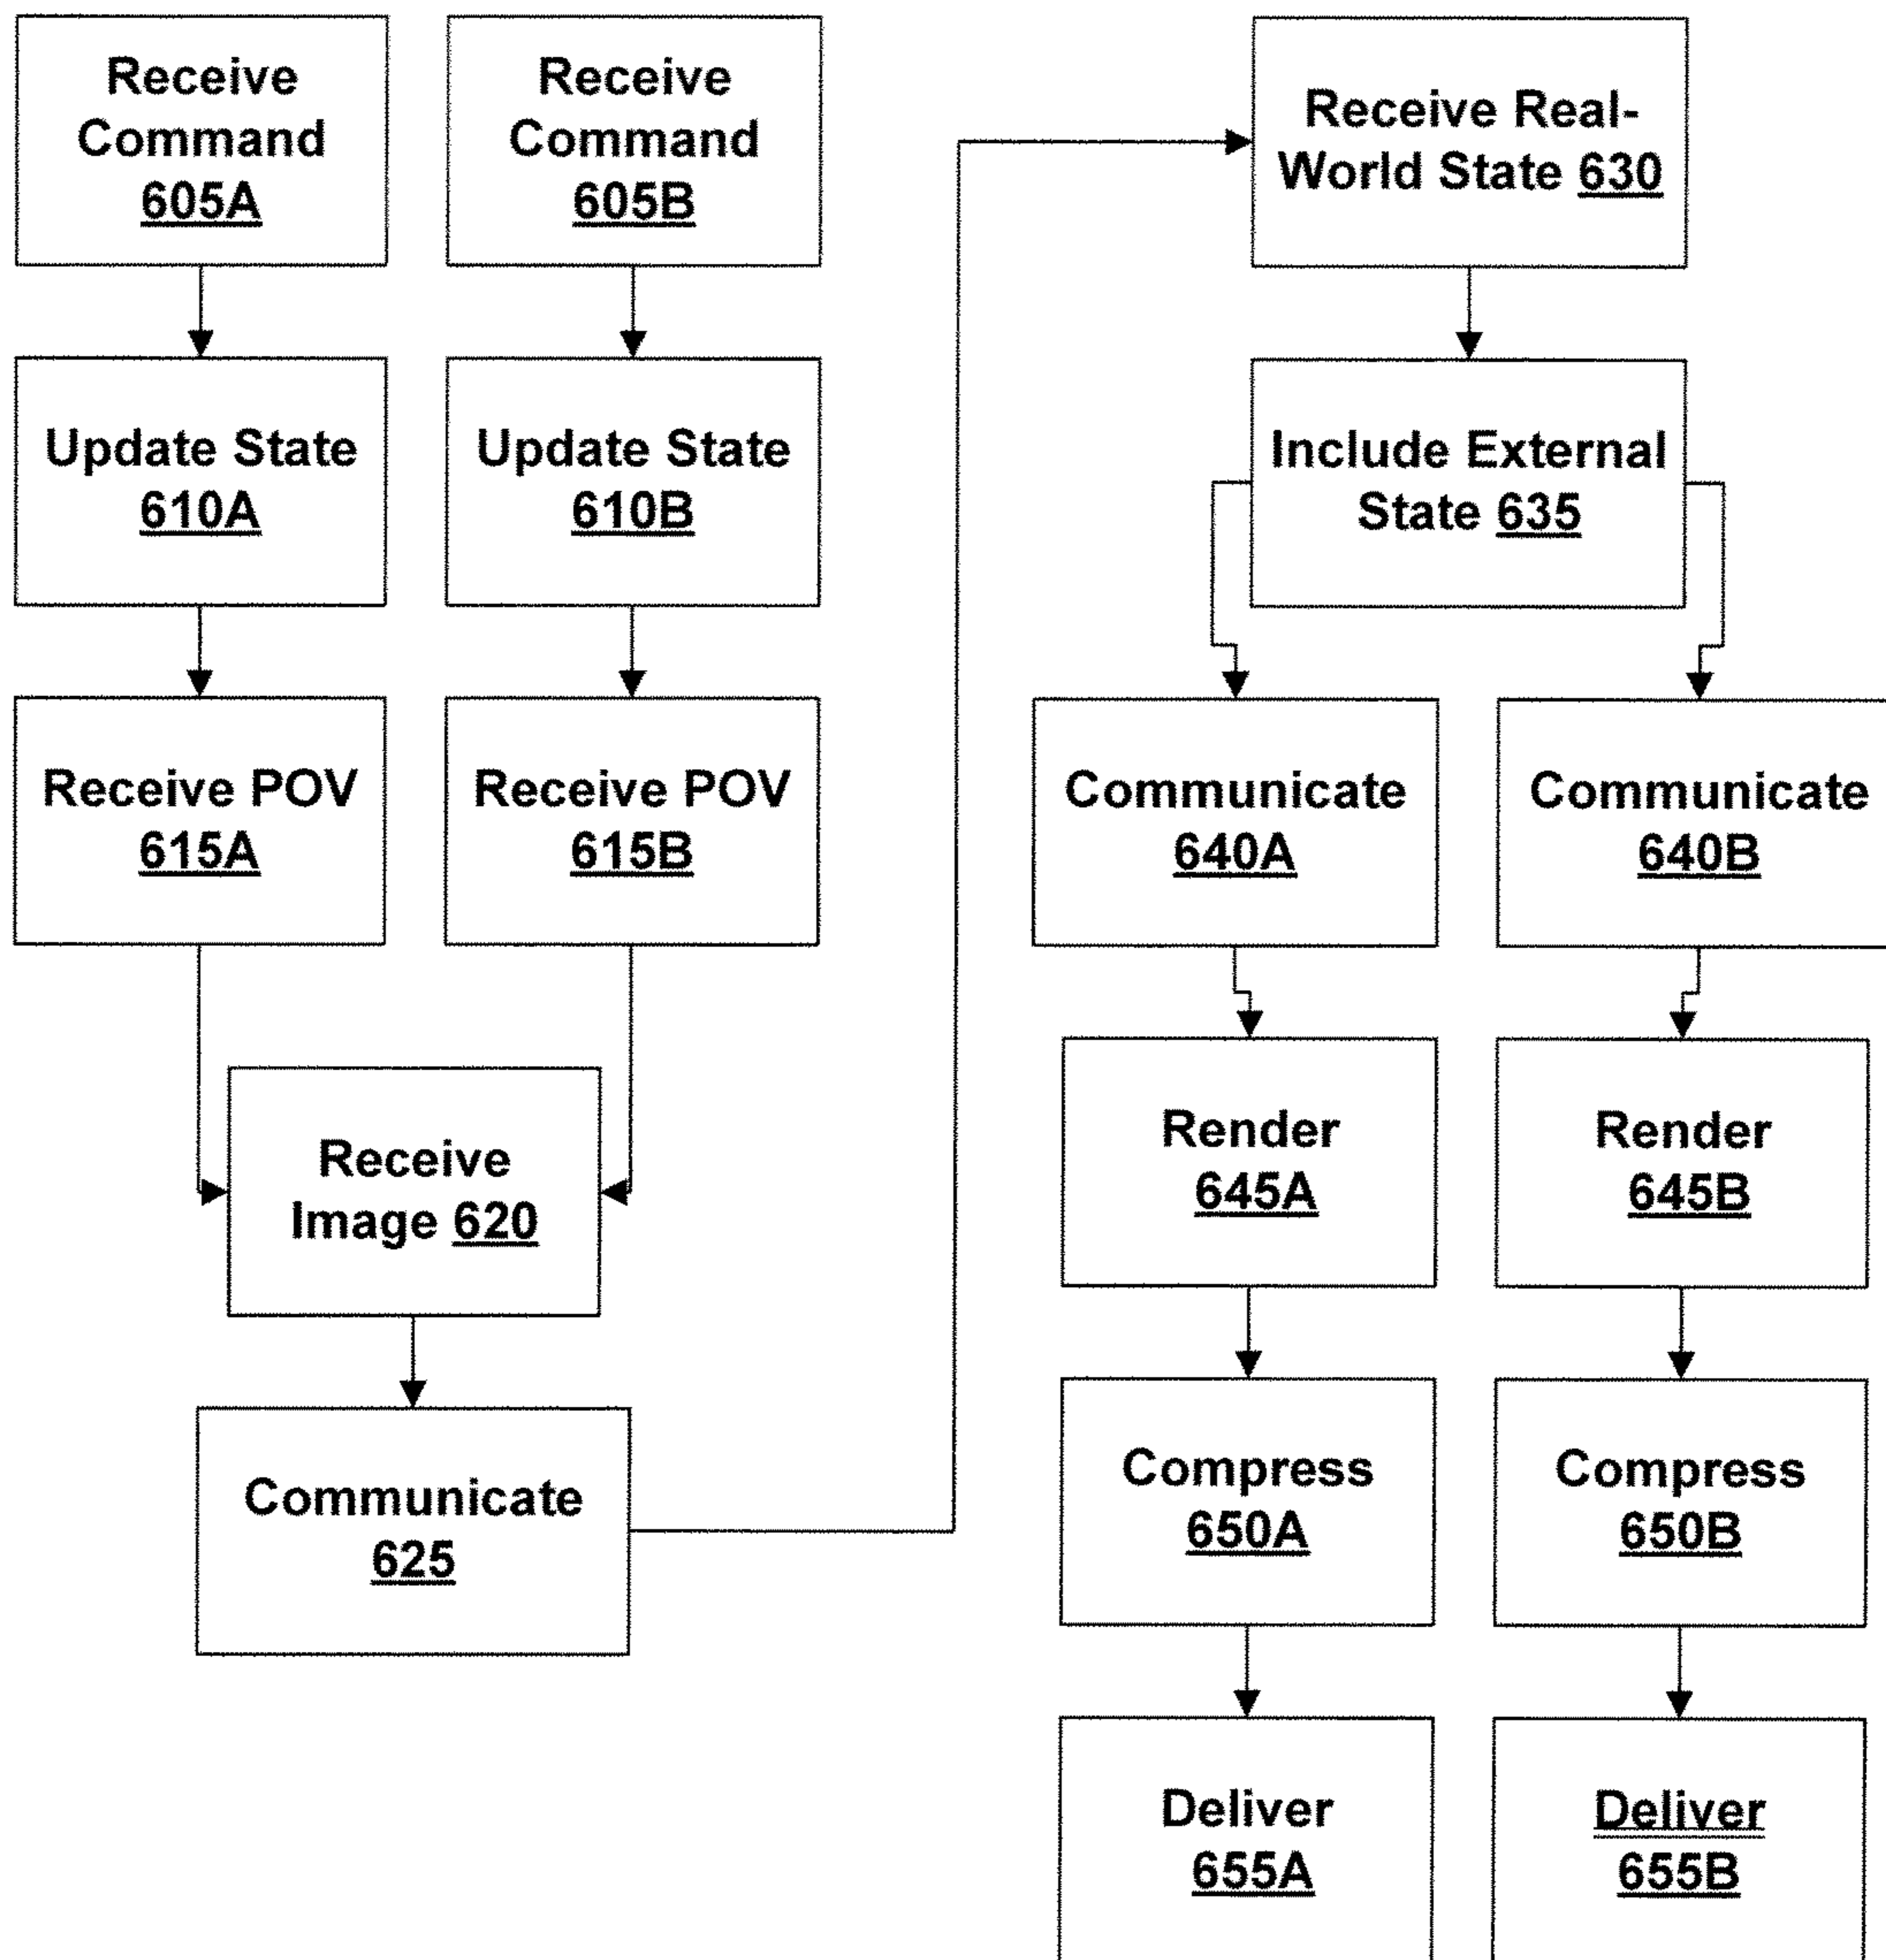 Receive
Command
605A
Receive
Command
605B
Update State
610A
Update State
610B
Receive POV
615A
Receive POV
615B
Receive
Image 620
Communicate
625
Receive Real-
World State 630
Include External
State 635
Communicate
640A
Communicate
640B
Render
645A
Render
645B
Compress
650A
Compress
650B
Deliver
655A
Deliver
655B